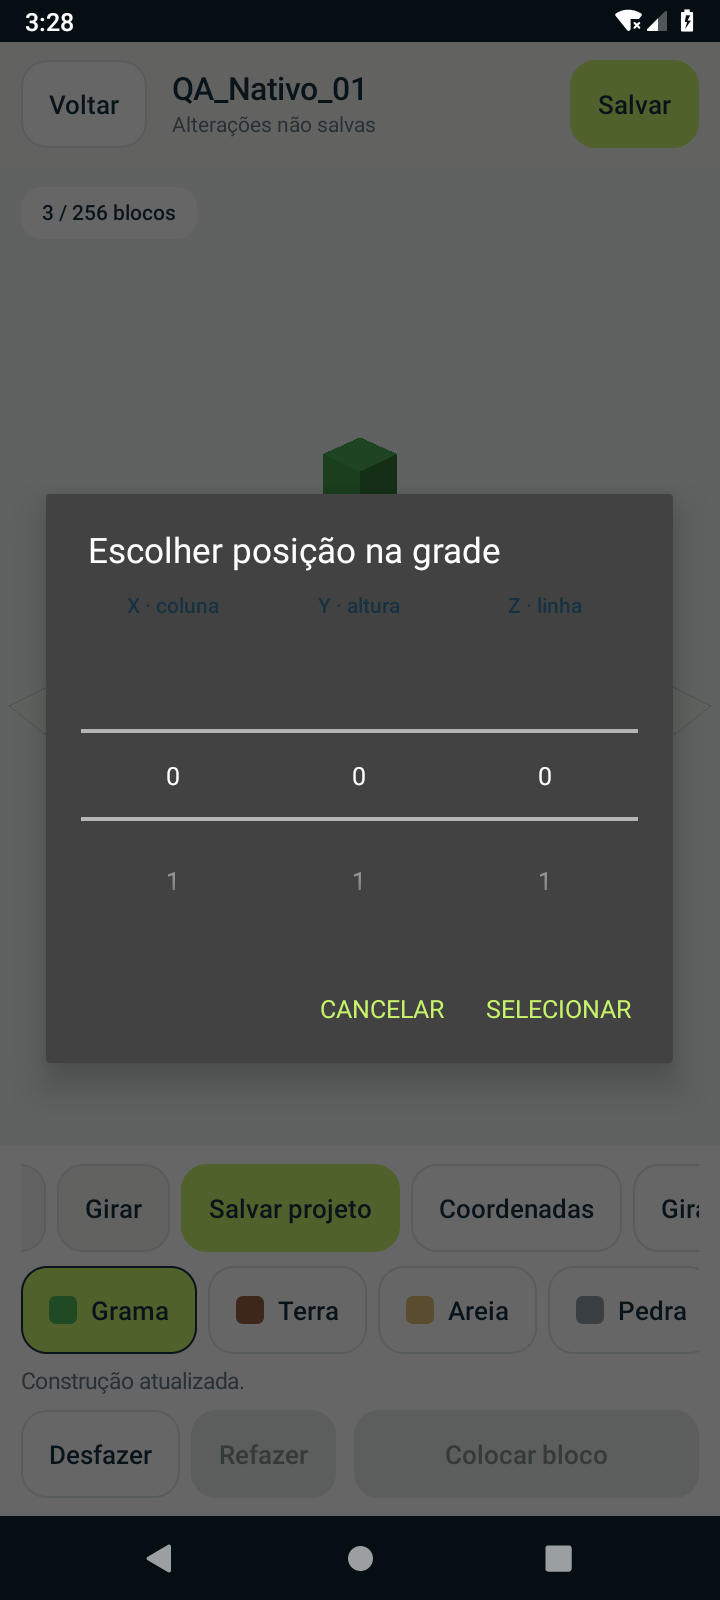 3:28
Voltar
QA_Nativo_01
Alterações não salvas
Salvar
3 / 256 blocos
Escolher posição na grade
X · coluna Y · altura Z · linha
0 0 0
1 1 1
CANCELAR SELECIONAR
Girar Salvar projeto Coordenadas Gira
Grama Terra Areia Pedra
Construção atualizada.
Desfazer Refazer Colocar bloco